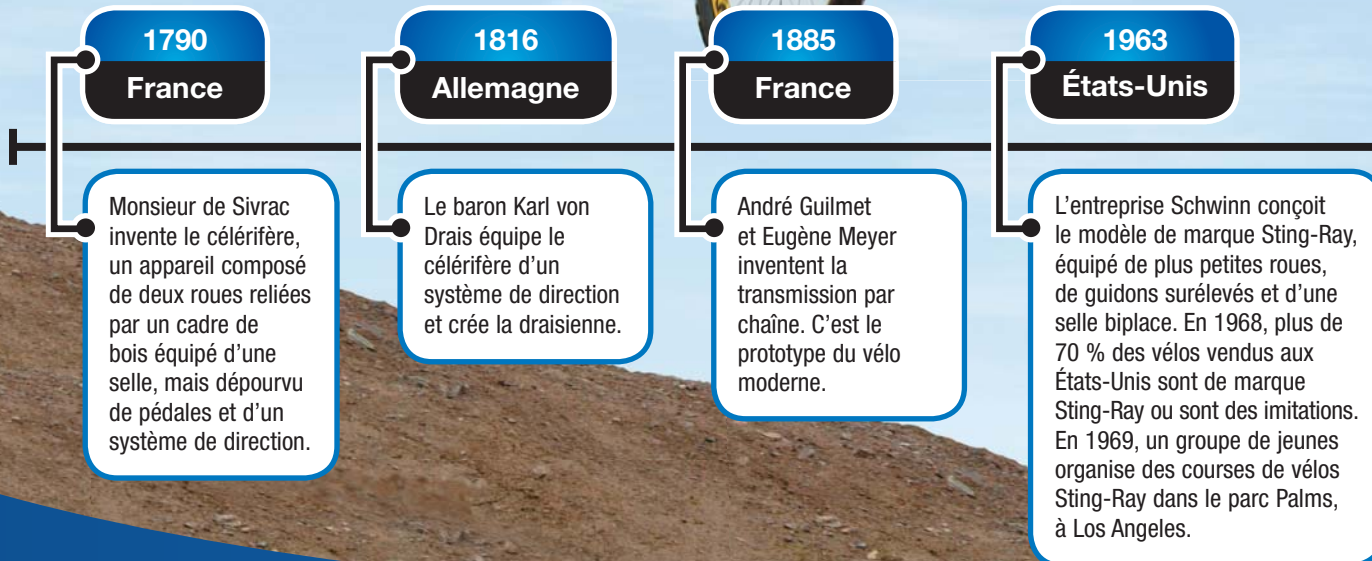 1790
France
Monsieur de Sivrac
invente le célérifère,
un appareil composé
de deux roues reliées
par un cadre de
bois équipé d'une
selle, mais dépourvu
de pédales et d'un
système de direction.
1816
Allemagne
Le baron Karl von
Drais équipe le
célérifère d'un
système de direction
et crée la draisienne.
1885
France
André Guilmet
et Eugène Meyer
inventent la
transmission par
chaîne. C'est le
prototype du vélo
moderne.
1963
États-Unis
L'entreprise Schwinn conçoit
le modèle de marque Sting-Ray,
équipé de plus petites roues,
de guidons surélevés et d'une
selle biplace. En 1968, plus de
70 % des vélos vendus aux
États-Unis sont de marque
Sting-Ray ou sont des imitations.
En 1969, un groupe de jeunes
organise des courses de vélos
Sting-Ray dans le parc Palms,
à Los Angeles.